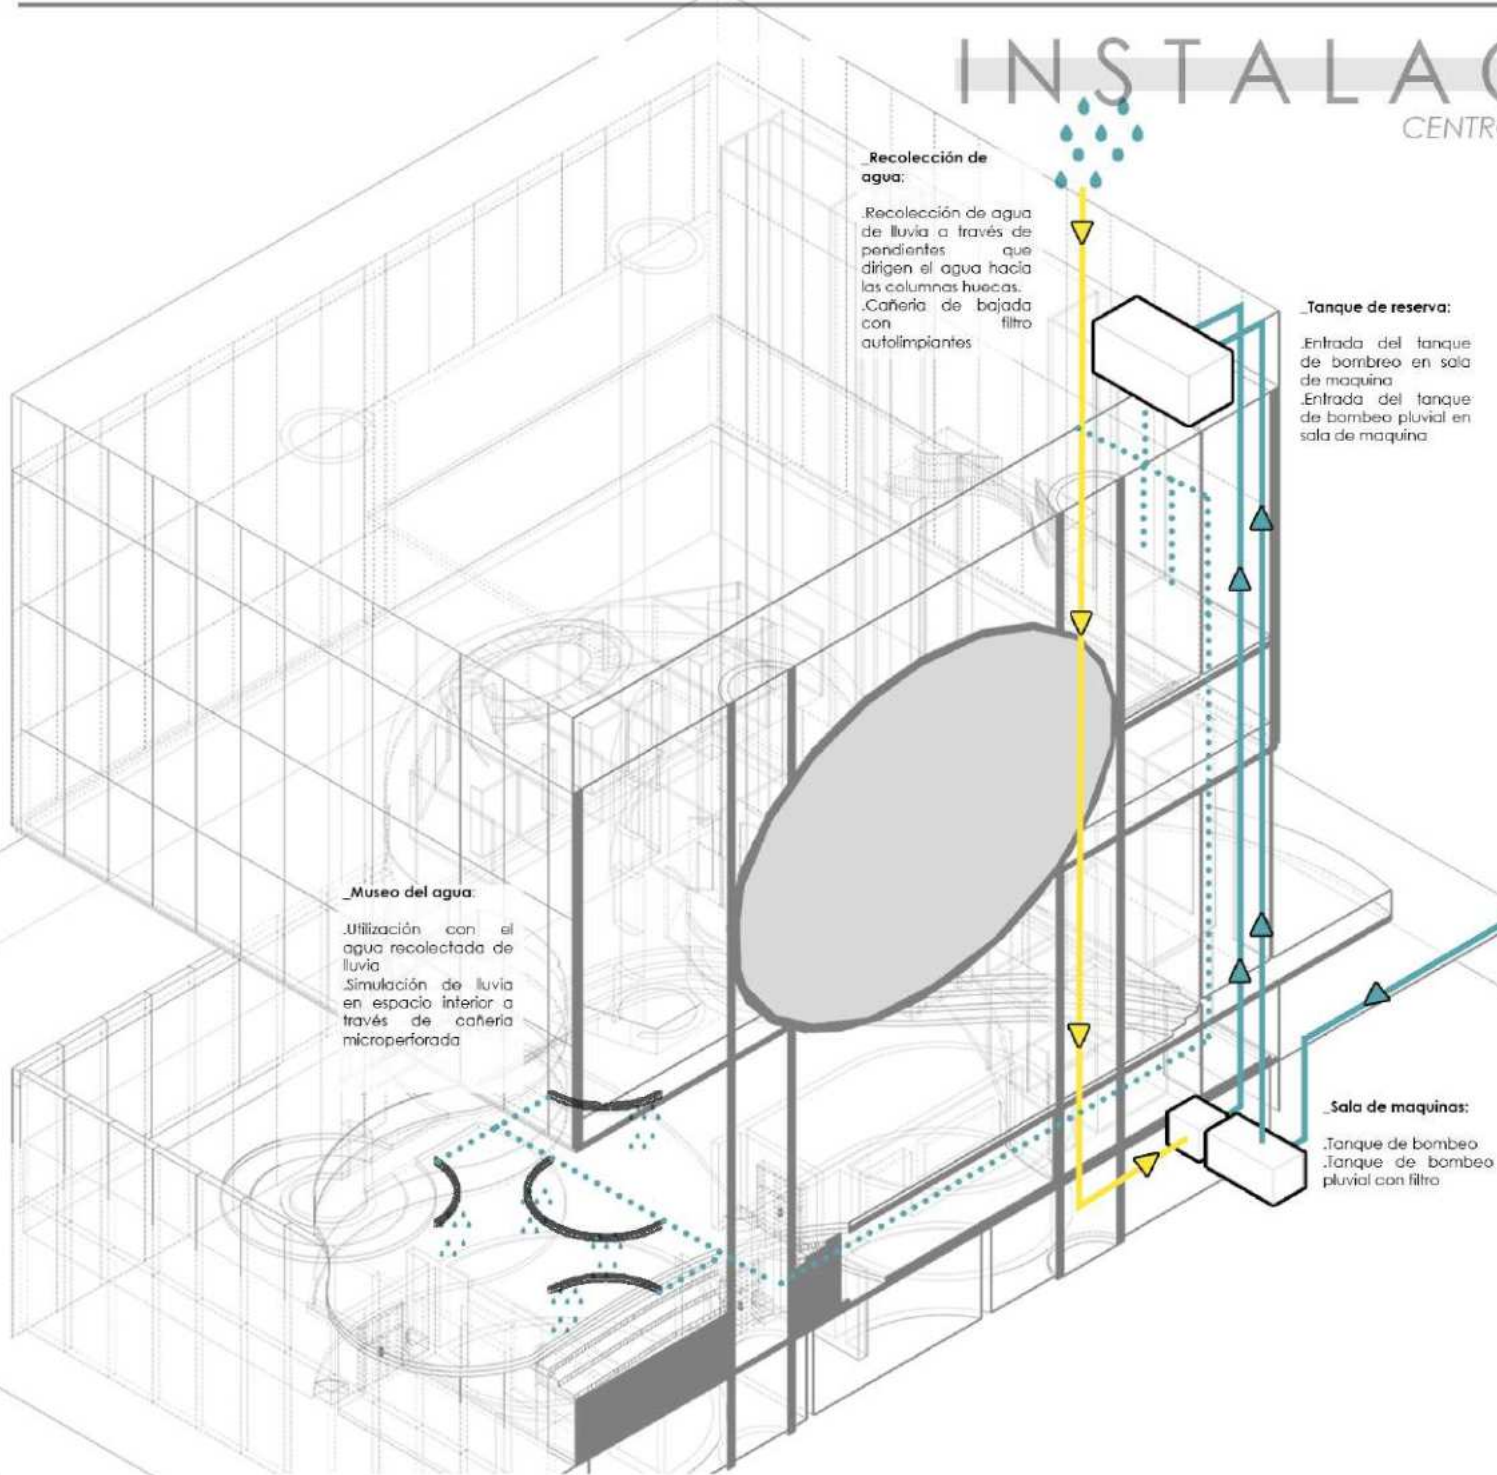 INSTALAC
CENTR
_Recolección de
agua:
.Recolección de agua
de lluvia a través de
pendientes que
dirigen el agua hacia
las columnas huecas.
.Cañeria de bajada
con filtro
autolimpiantes
_Tanque de reserva:
.Entrada del tanque
de bombreo en sala
de maquina
.Entrada del tanque
de bombeo pluvial en
sala de maquina
_Museo del agua:
.Utilización con el
agua recolectada de
lluvia
.Simulación de lluvia
en espacio interior a
través de cañeria
microperforada
_Sala de maquinas:
.Tanque de bombeo
.Tanque de bombeo
pluvial con filtro